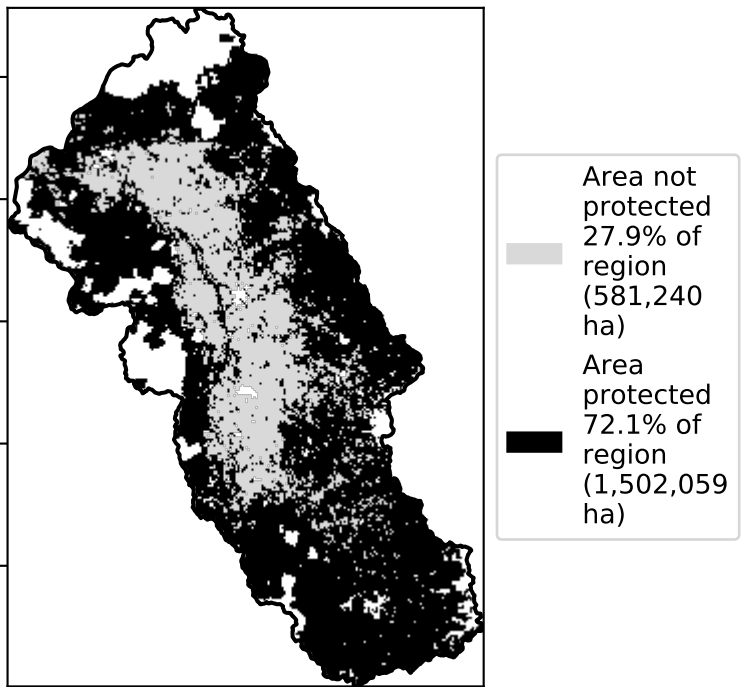 Area not
protected
27.9% of
region
(581,240
ha)
Area
protected
72.1% of
region
(1,502,059
ha)